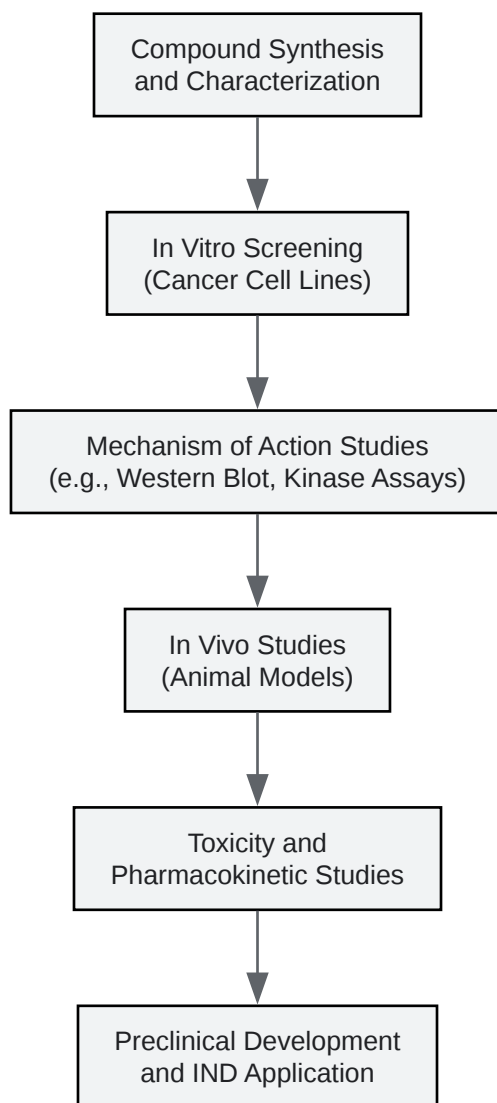 Compound Synthesis
and Characterization
In Vitro Screening
(Cancer Cell Lines)
Mechanism of Action Studies
(e.g., Western Blot, Kinase Assays)
In Vivo Studies
(Animal Models)
Toxicity and
Pharmacokinetic Studies
Preclinical Development
and IND Application